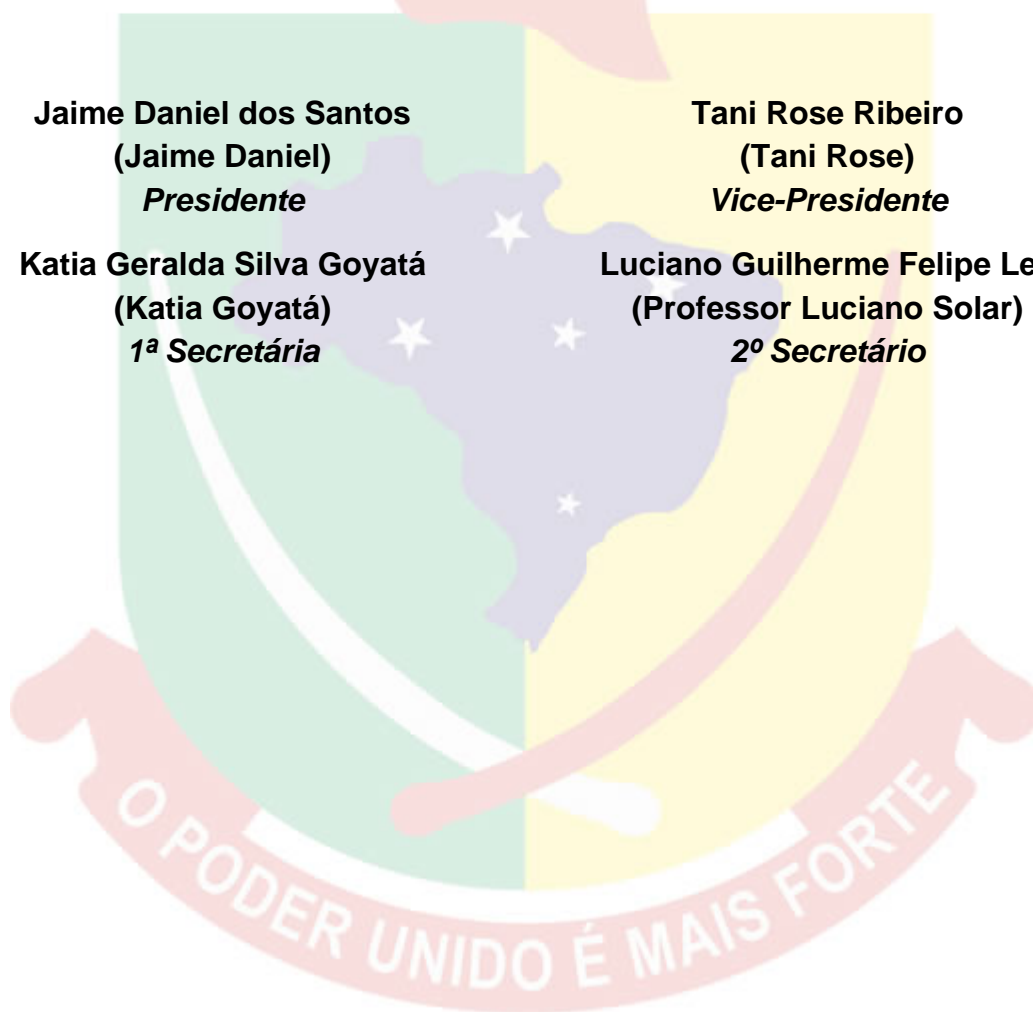 Jaime Daniel dos Santos
(Jaime Daniel)
Presidente
Tani Rose Ribeiro
(Tani Rose)
Vice-Presidente
Katia Geralda Silva Goyatá
(Katia Goyatá)
1ª Secretária
Luciano Guilherme Felipe
(Professor Luciano Solar)
2º Secretário
O PODER UNIDO É MAIS FORTE